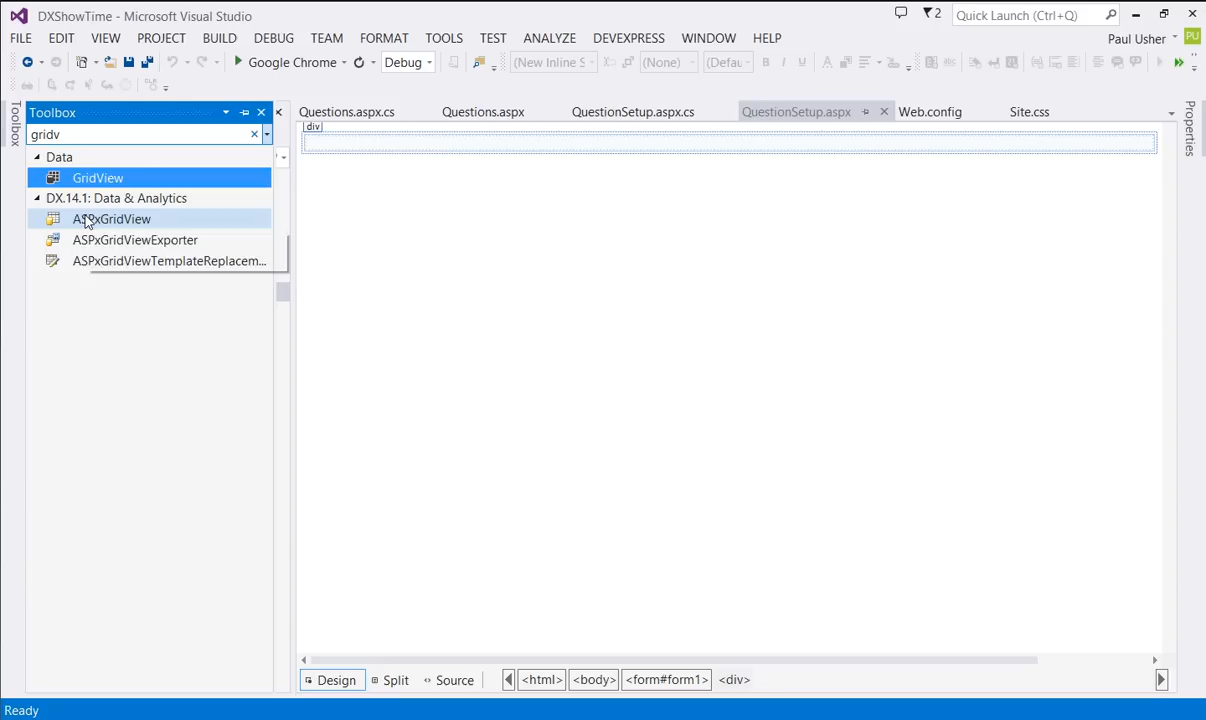 DXShowTime - Microsoft Visual Studio
2
Quick Launch (Ctrl+Q)
FILE EDIT VIEW PROJECT BUILD DEBUG TEAM FORMAT TOOLS TEST ANALYZE DEVEXPRESS WINDOW HELP
Paul Usher PU
Google Chrome Debug (New Inline S (None) (Defau B I U A
Toolbox
Toolbox
Questions.aspx.cs Questions.aspx QuestionSetup.aspx.cs QuestionSetup.aspx Web.config Site.css
Properties
gridv
div
Data
GridView
DX.14.1: Data & Analytics
ASPxGridView
ASPxGridViewExporter
ASPxGridViewTemplateReplacem...
Design Split Source <html> <body> <form#form1> <div>
Ready